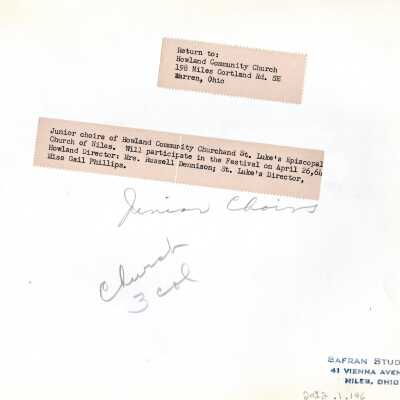 Return to:
Howland Community Church
198 Niles Cortland Rd. SE
Warren, Ohio
Junior choirs of Howland Community Churchand St. Luke's Episcopal
Church of Niles. Will participate in the Festival on April 26,64
Howland Director: Mrs. Russell Dennison; St. Luke's Director,
Miss Gail Phillips.
Junior Choirs
Church
3 col
SAFRAN STUD
41 VIENNA AVEN
NILES, OHIO
2012.1.196